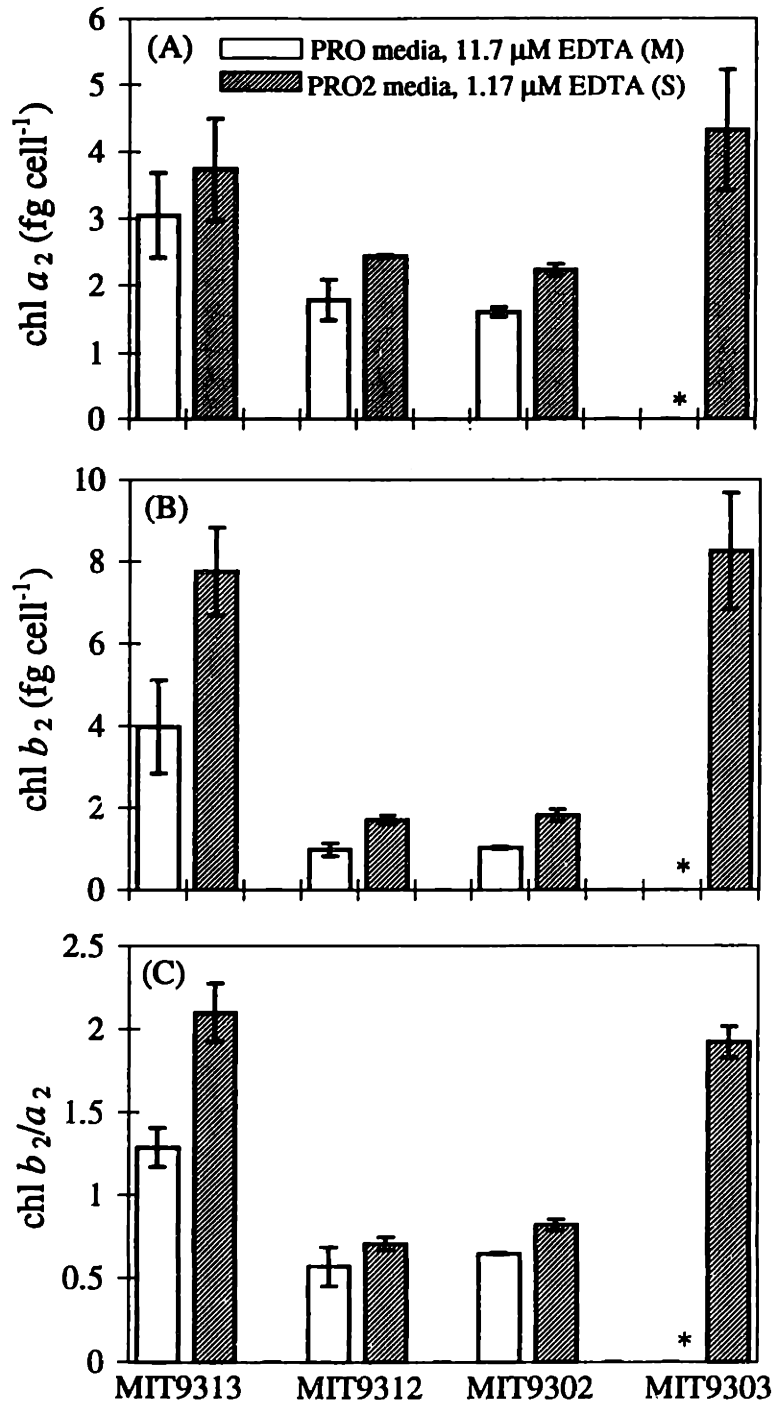 6
(A)
PRO media, 11.7 μM EDTA (M)
PRO2 media, 1.17 μM EDTA (S)
5
4
3
2
1
0
chl a₂ (fg cell⁻¹)
*
10
(B)
8
6
4
2
0
chl b₂ (fg cell⁻¹)
*
2.5
(C)
2
1.5
1
0.5
0
chl b₂/a₂
*
MIT9313 MIT9312 MIT9302 MIT9303